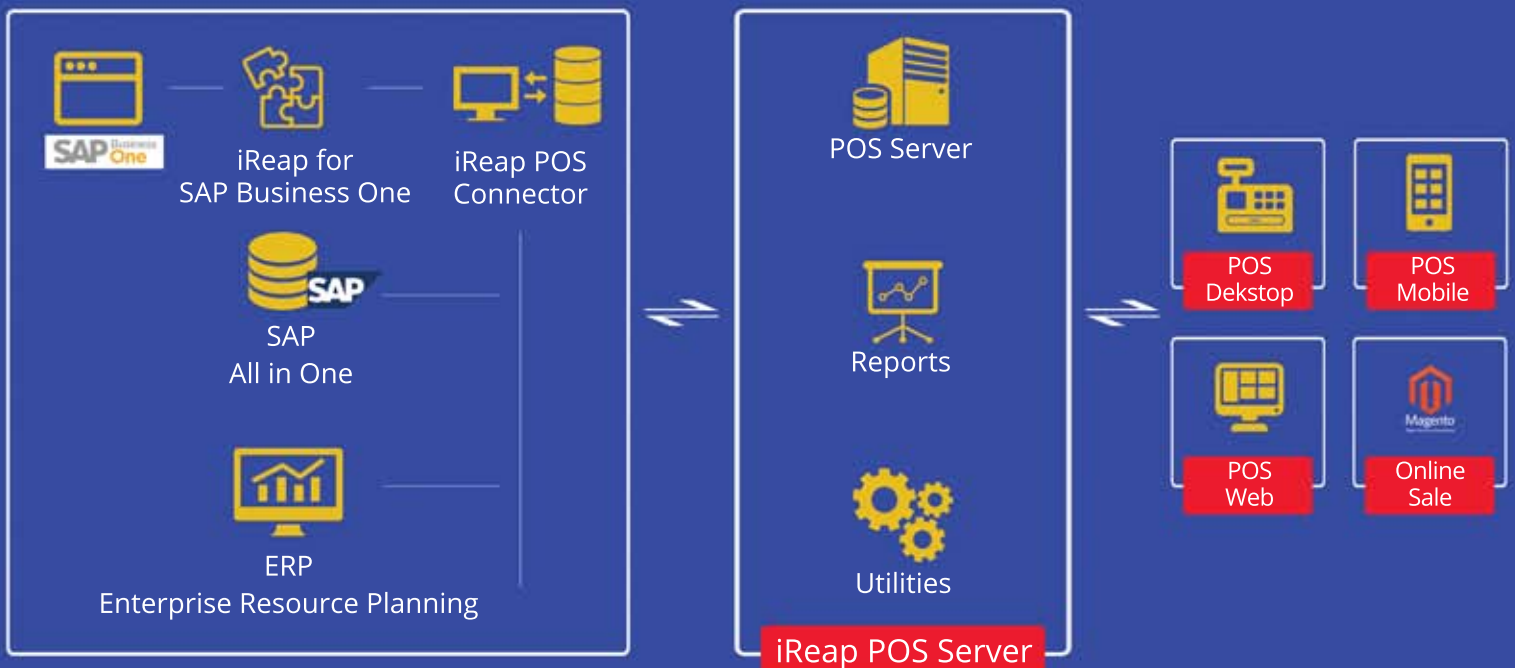 SAP Business
One
iReap for
SAP Business One
iReap POS
Connector
SAP
SAP
All in One
ERP
Enterprise Resource Planning
POS Server
Reports
Utilities
iReap POS Server
POS
Dekstop
POS
Mobile
POS
Web
Magento
Online
Sale